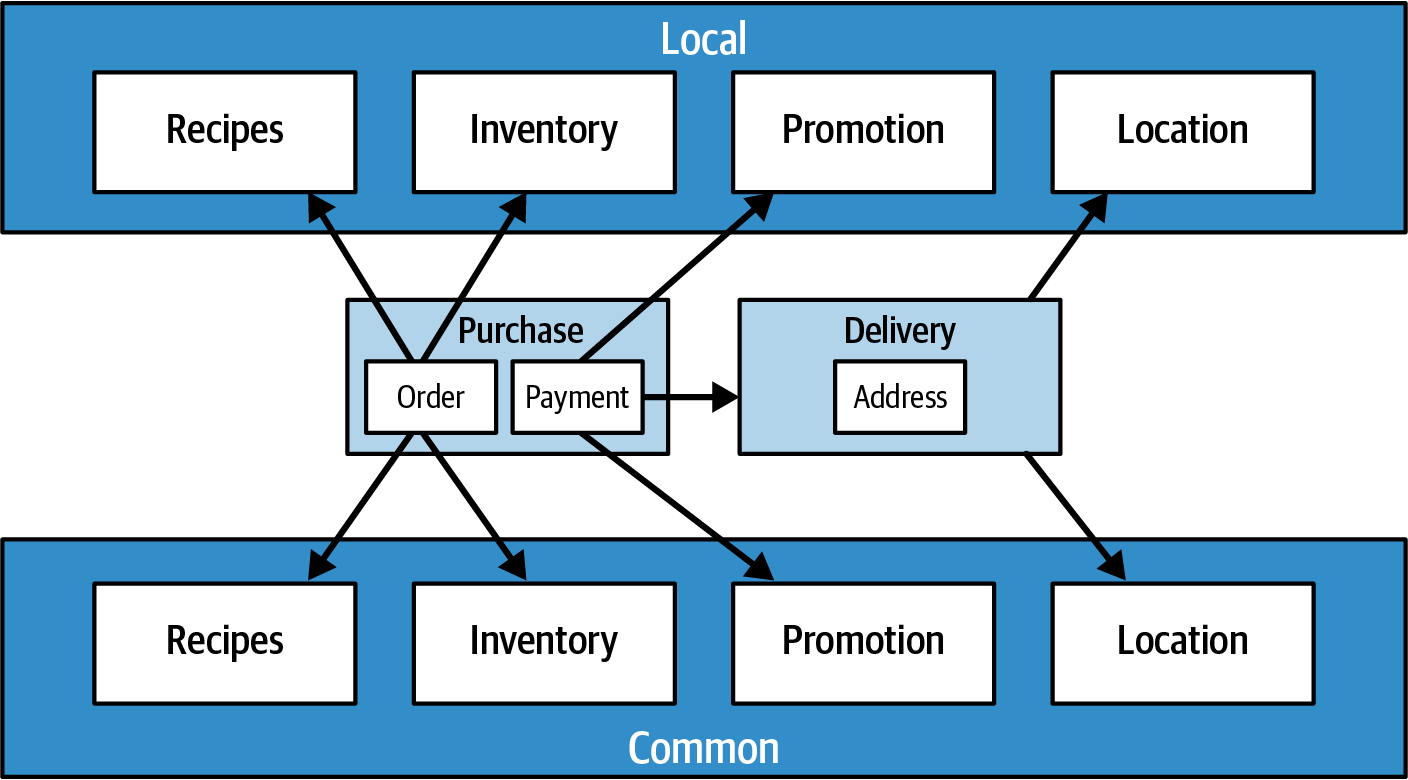 Local
Recipes
Inventory
Promotion
Location
Purchase
Order
Payment
Delivery
Address
Recipes
Inventory
Promotion
Location
Common